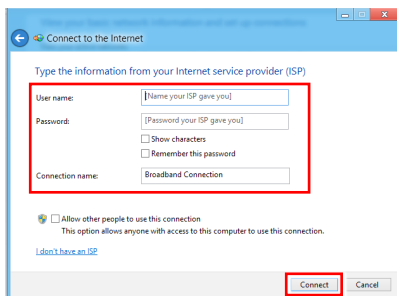 View your basic network information and set up connections
Connect to the Internet
Type the information from your Internet service provider (ISP)
User name: [Name your ISP gave you]
Password: [Password your ISP gave you]
Show characters
Remember this password
Connection name: Broadband Connection
Allow other people to use this connection
This option allows anyone with access to this computer to use this connection.
I don't have an ISP
Connect Cancel